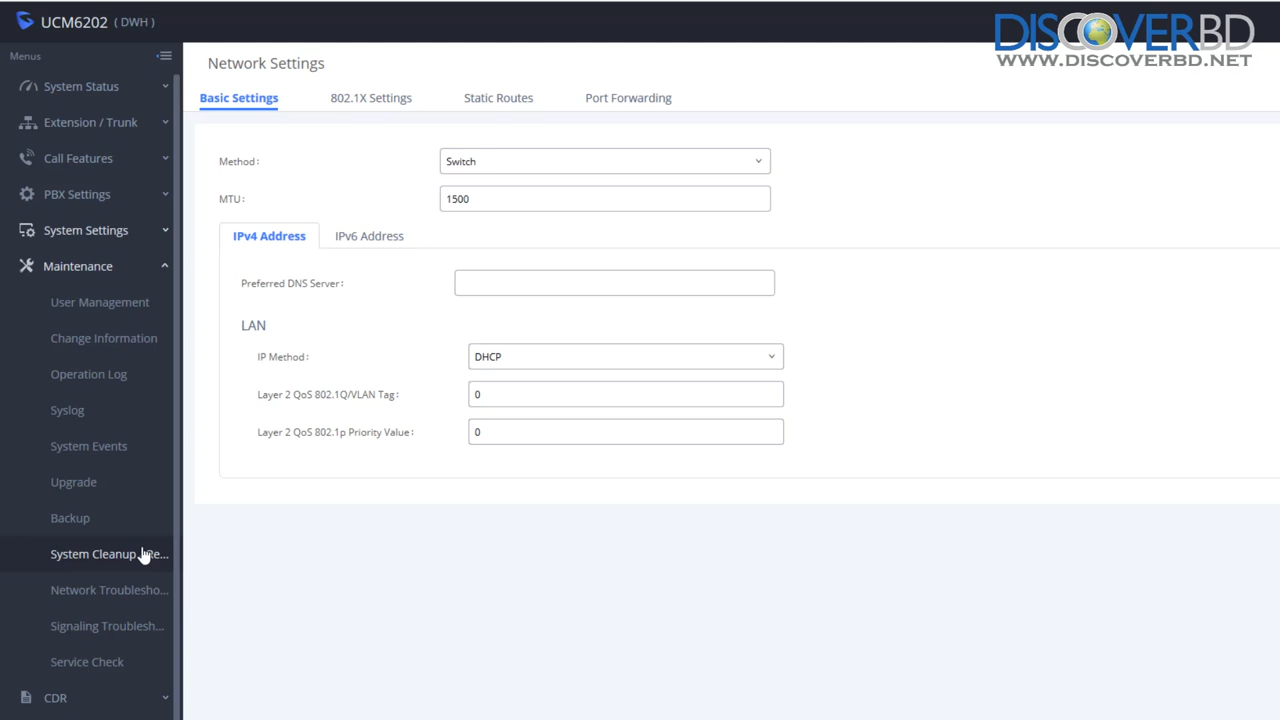 UCM6202 ( DWH )
DISCOVERBD
WWW.DISCOVERBD.NET
Menus
System Status
Extension / Trunk
Call Features
PBX Settings
System Settings
Maintenance
User Management
Change Information
Operation Log
Syslog
System Events
Upgrade
Backup
System Cleanup
Network Troublesho...
Signaling Troublesh...
Service Check
CDR
Network Settings
Basic Settings
802.1X Settings
Static Routes
Port Forwarding
Method :
Switch
MTU :
1500
IPv4 Address
IPv6 Address
Preferred DNS Server :
LAN
IP Method :
DHCP
Layer 2 QoS 802.1Q/VLAN Tag :
0
Layer 2 QoS 802.1p Priority Value :
0